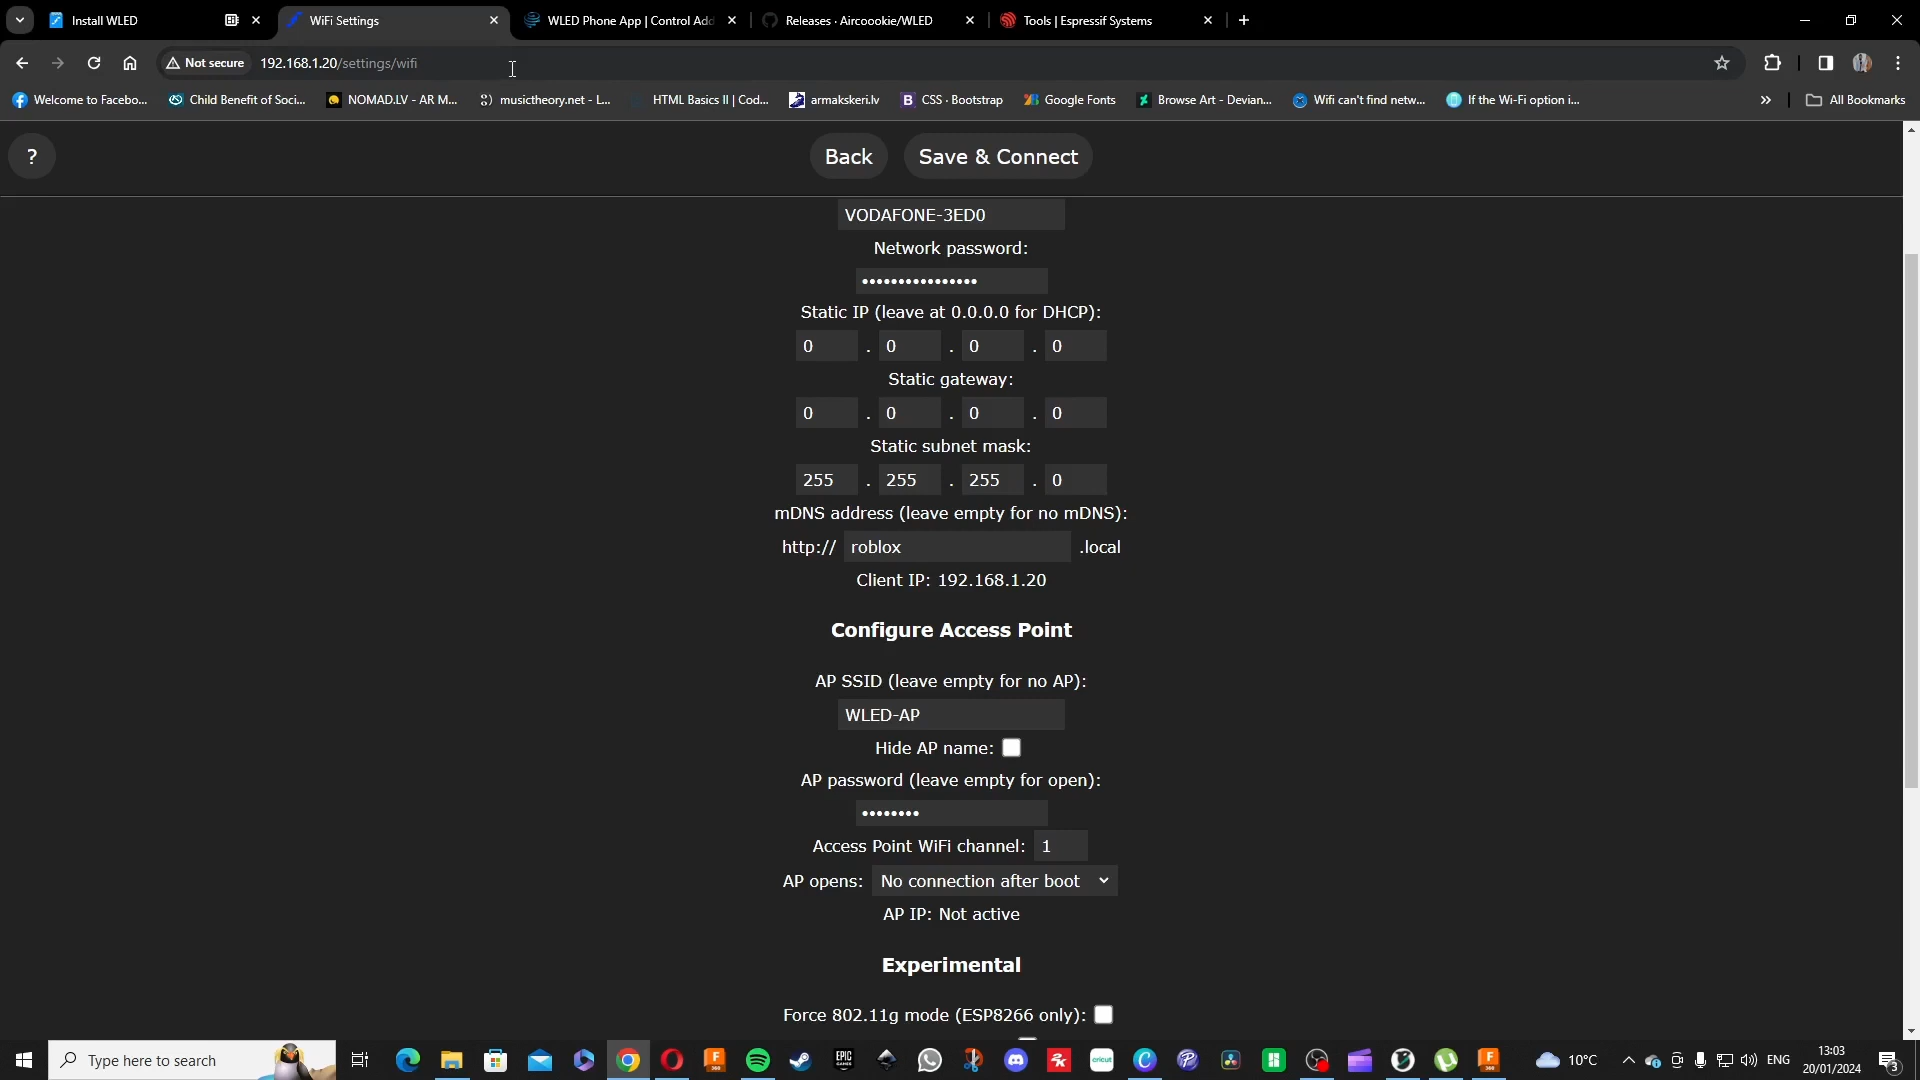 Install WLED
WiFi Settings
WLED Phone App | Control Add
Releases · Aircoookie/WLED
Tools | Espressif Systems
Not secure
192.168.1.20/settings/wifi
Welcome to Facebo...
Child Benefit of Soci...
NOMAD.LV - AR M...
musictheory.net - L...
HTML Basics II | Cod...
armakskeri.lv
B
CSS · Bootstrap
Google Fonts
Browse Art - Devian...
Wifi can't find netw...
If the Wi-Fi option i...
All Bookmarks
?
Back
Save & Connect
VODAFONE-3ED0
Network password:
••••••••••••••••
Static IP (leave at 0.0.0.0 for DHCP):
0 . 0 . 0 . 0
Static gateway:
0 . 0 . 0 . 0
Static subnet mask:
255 . 255 . 255 . 0
mDNS address (leave empty for no mDNS):
http:// roblox .local
Client IP: 192.168.1.20
Configure Access Point
AP SSID (leave empty for no AP):
WLED-AP
Hide AP name:
AP password (leave empty for open):
••••••••
Access Point WiFi channel: 1
AP opens: No connection after boot
AP IP: Not active
Experimental
Force 802.11g mode (ESP8266 only):
Type here to search
10°C
ENG
13:03
20/01/2024
3